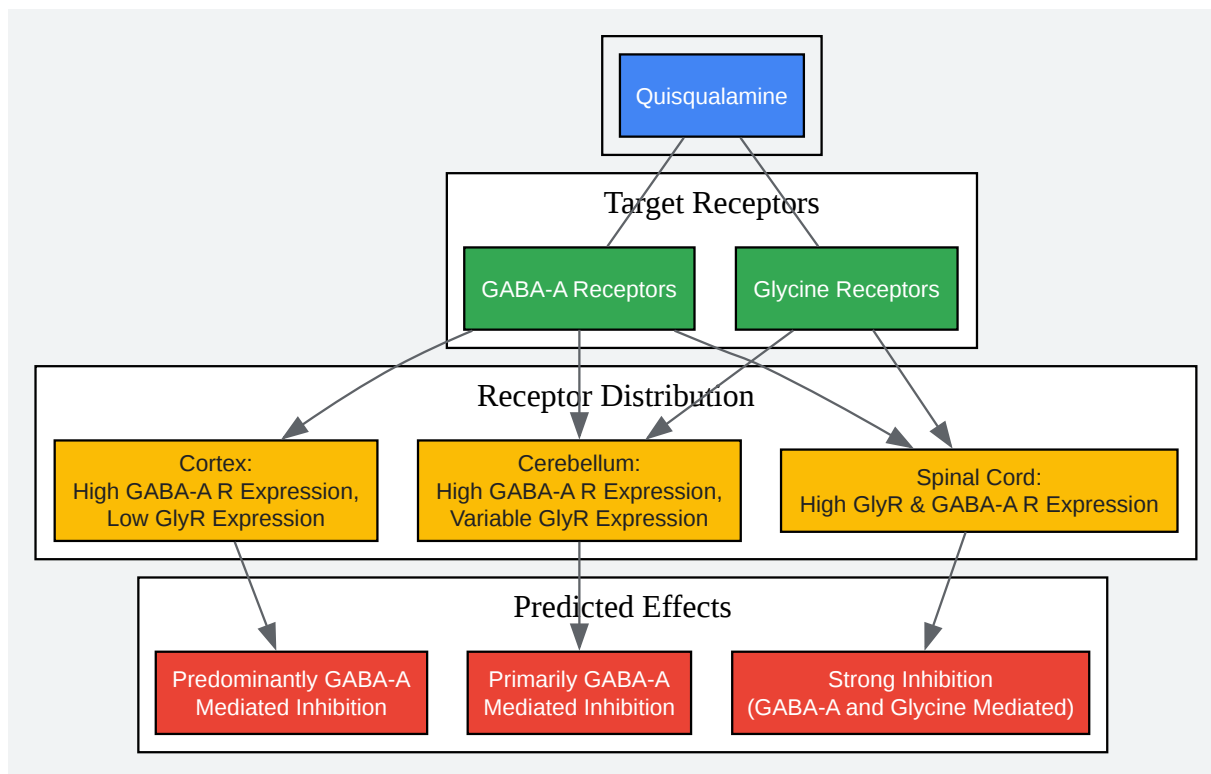 Quisqualamine
Target Receptors
GABA-A Receptors
Glycine Receptors
Receptor Distribution
Cortex:
High GABA-A R Expression,
Low GlyR Expression
Cerebellum:
High GABA-A R Expression,
Variable GlyR Expression
Spinal Cord:
High GlyR & GABA-A R Expression
Predicted Effects
Predominantly GABA-A
Mediated Inhibition
Primarily GABA-A
Mediated Inhibition
Strong Inhibition
(GABA-A and Glycine Mediated)